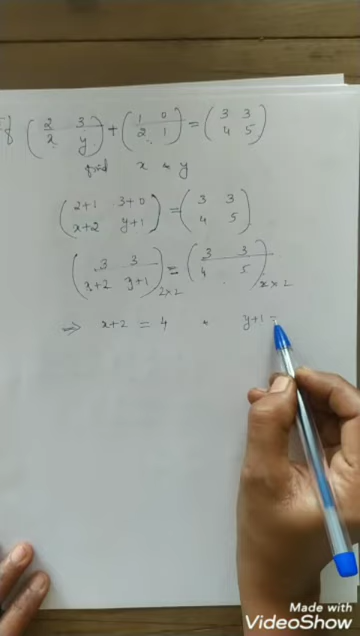 If ( 2 3 ) + ( 1 0 ) = ( 3 3 )
( x y ) ( 2 1 ) ( 4 5 )
find x & y
( 2+1 3+0 ) = ( 3 3 )
( x+2 y+1 ) ( 4 5 )
( 3 3 ) = ( 3 3 )
( x+2 y+1 ) 2×2 ( 4 5 ) 2×2
⇒ x+2 = 4 & y+1 =
Made with
VideoShow